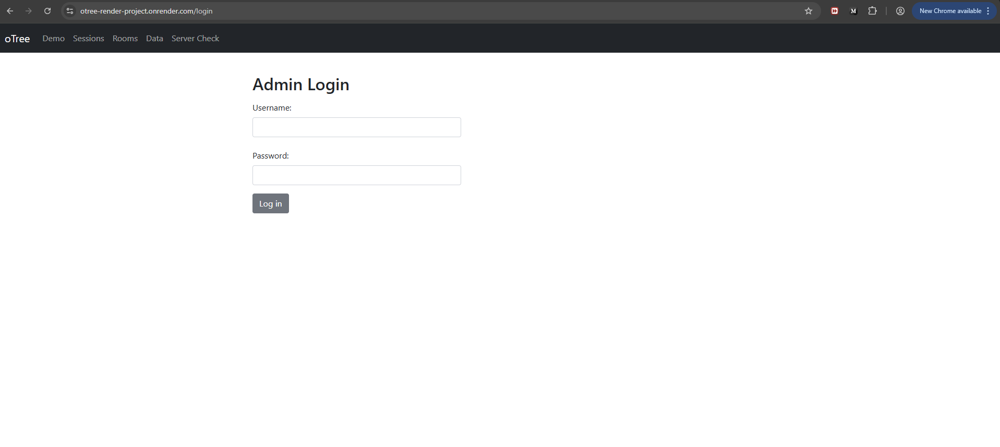 otree-render-project.onrender.com/login
M
New Chrome available
oTree Demo Sessions Rooms Data Server Check
Admin Login
Username:
Password:
Log in